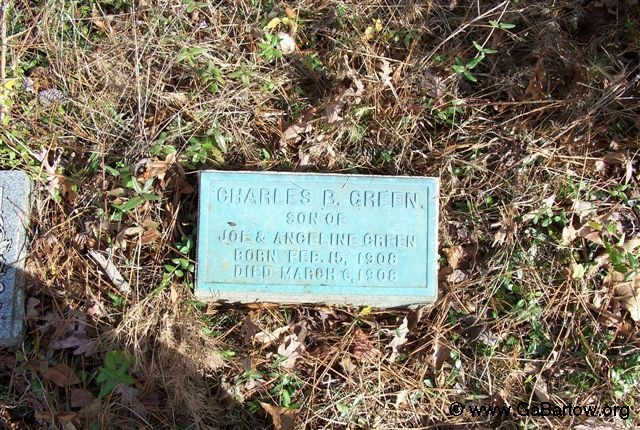 CHARLES B. GREEN.
SON OF
JOE & ANGELINE GREEN
BORN FEB. 15, 1908
DIED MARCH 6, 1908
© www.GaBartow.org